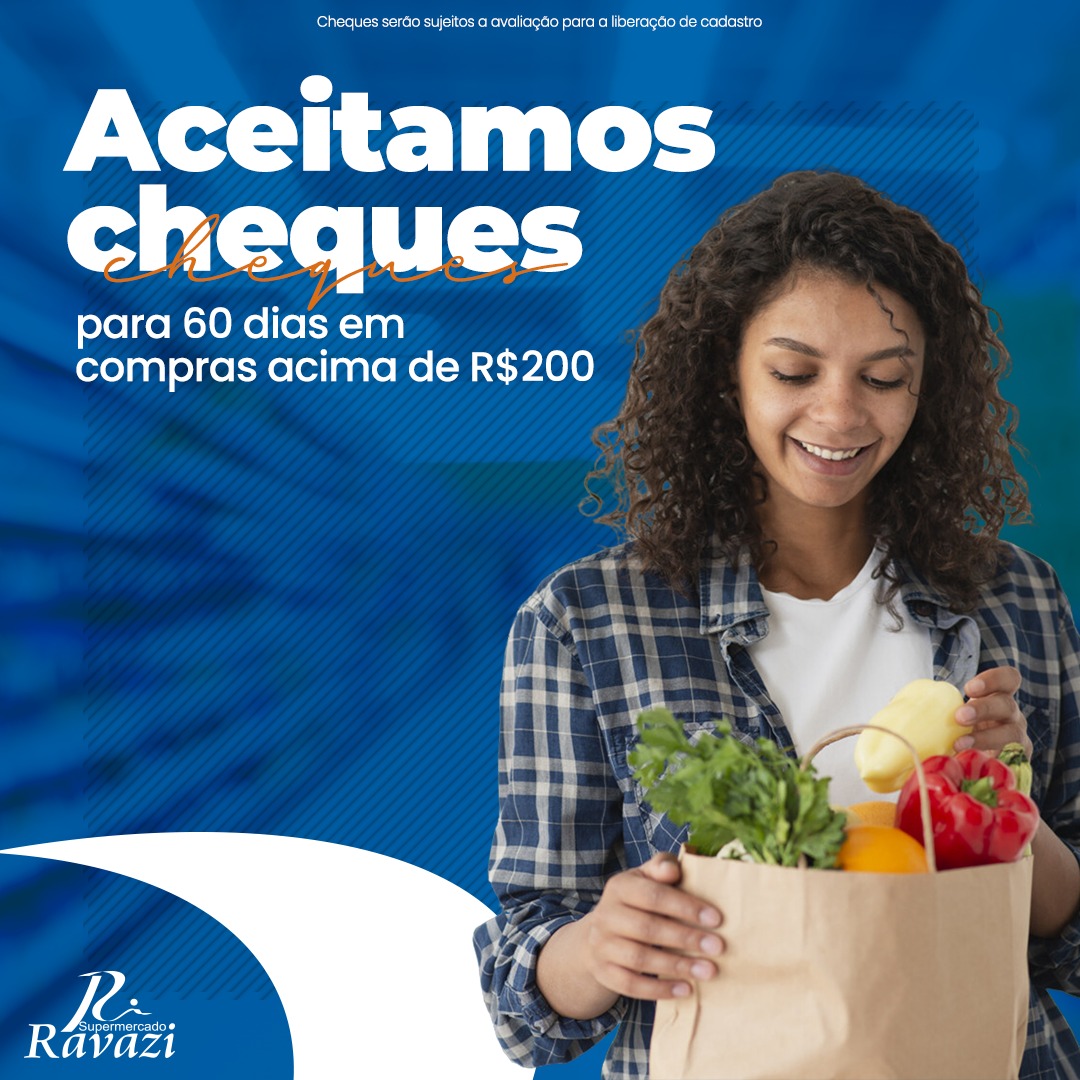 Cheques serão sujeitos a avaliação para a liberação de cadastro
Aceitamos
cheques
cheques
para 60 dias em
compras acima de R$200
R
Supermercado
Ravazi